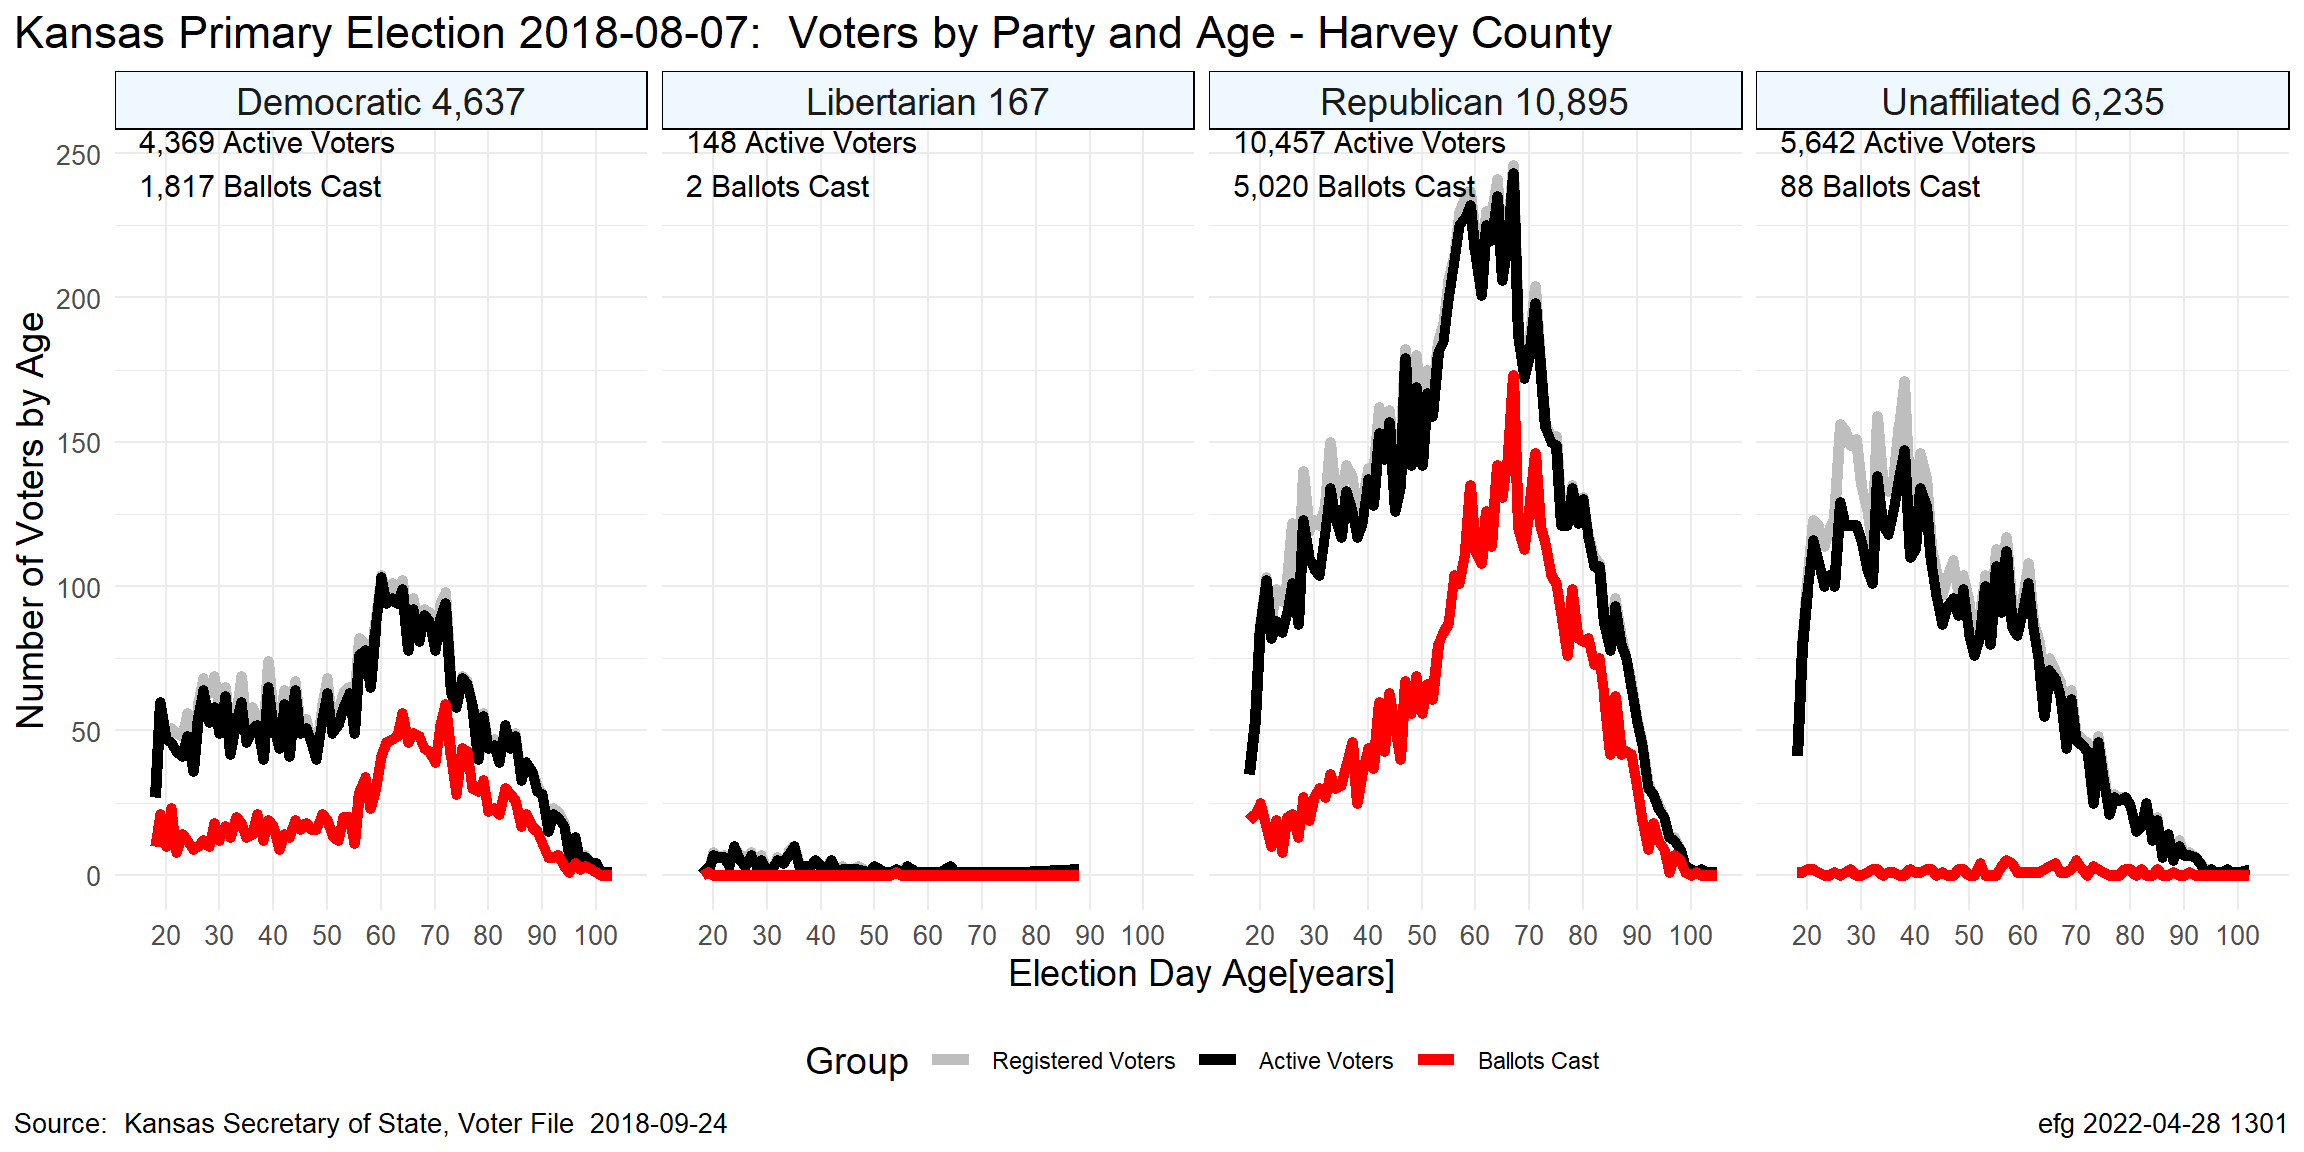 Kansas Primary Election 2018-08-07:  Voters by Party and Age - Harvey County
Democratic 4,637
Libertarian 167
Republican 10,895
Unaffiliated 6,235
4,369 Active Voters
1,817 Ballots Cast
148 Active Voters
2 Ballots Cast
10,457 Active Voters
5,020 Ballots Cast
5,642 Active Voters
88 Ballots Cast
Number of Voters by Age
250
200
150
100
50
0
20 30 40 50 60 70 80 90 100
20 30 40 50 60 70 80 90 100
20 30 40 50 60 70 80 90 100
20 30 40 50 60 70 80 90 100
Election Day Age[years]
Group Registered Voters Active Voters Ballots Cast
Source:  Kansas Secretary of State, Voter File  2018-09-24
efg 2022-04-28 1301